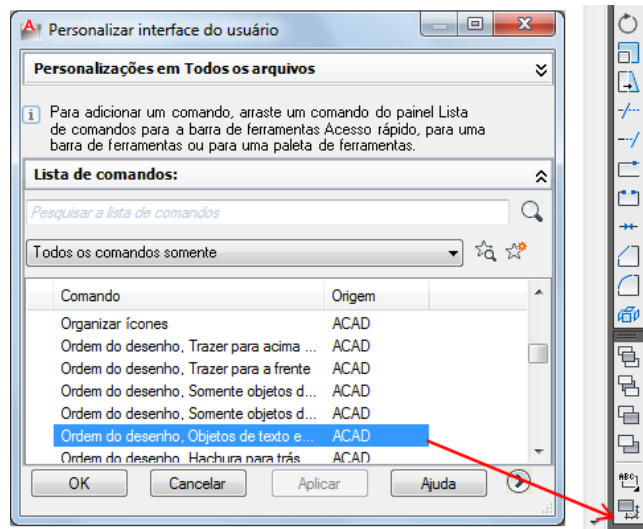 Personalizar interface do usuário
Personalizações em Todos os arquivos
Para adicionar um comando, arraste um comando do painel Lista
de comandos para a barra de ferramentas Acesso rápido, para uma
barra de ferramentas ou para uma paleta de ferramentas.
Lista de comandos:
Pesquisar a lista de comandos
Todos os comandos somente
Comando Origem
Organizar ícones ACAD
Ordem do desenho, Trazer para acima ... ACAD
Ordem do desenho, Trazer para a frente ACAD
Ordem do desenho, Somente objetos d... ACAD
Ordem do desenho, Somente objetos d... ACAD
Ordem do desenho, Objetos de texto e... ACAD
Ordem do desenho, Hachura para trás ACAD
OK Cancelar Aplicar Ajuda
ABC